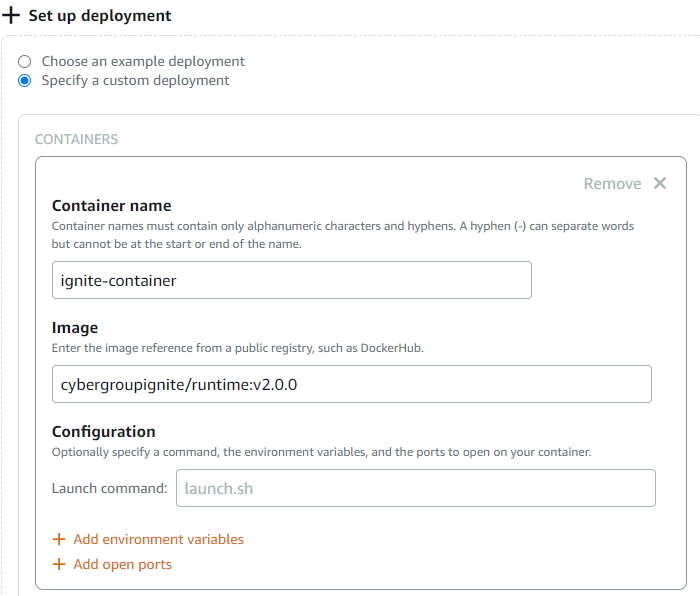 Set up deployment
Choose an example deployment
Specify a custom deployment
CONTAINERS
Remove
Container name
Container names must contain only alphanumeric characters and hyphens. A hyphen (-) can separate words
but cannot be at the start or end of the name.
ignite-container
Image
Enter the image reference from a public registry, such as DockerHub.
cybergroupignite/runtime:v2.0.0
Configuration
Optionally specify a command, the environment variables, and the ports to open on your container.
Launch command: launch.sh
Add environment variables
Add open ports